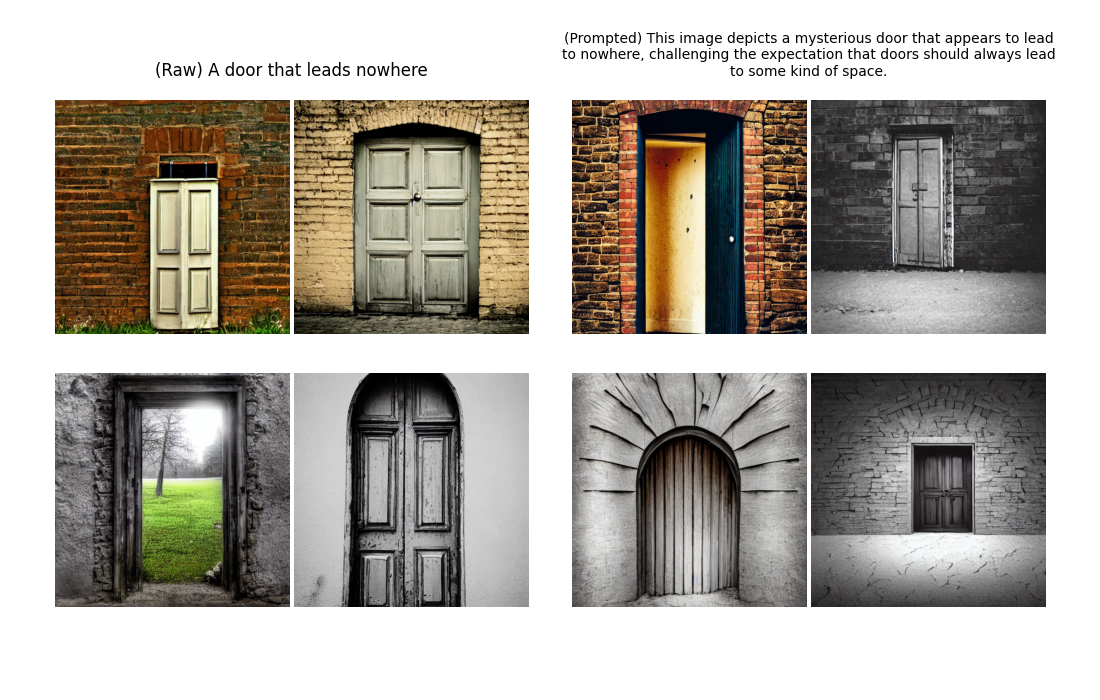 (Raw) A door that leads nowhere
(Prompted) This image depicts a mysterious door that appears to lead
to nowhere, challenging the expectation that doors should always lead
to some kind of space.